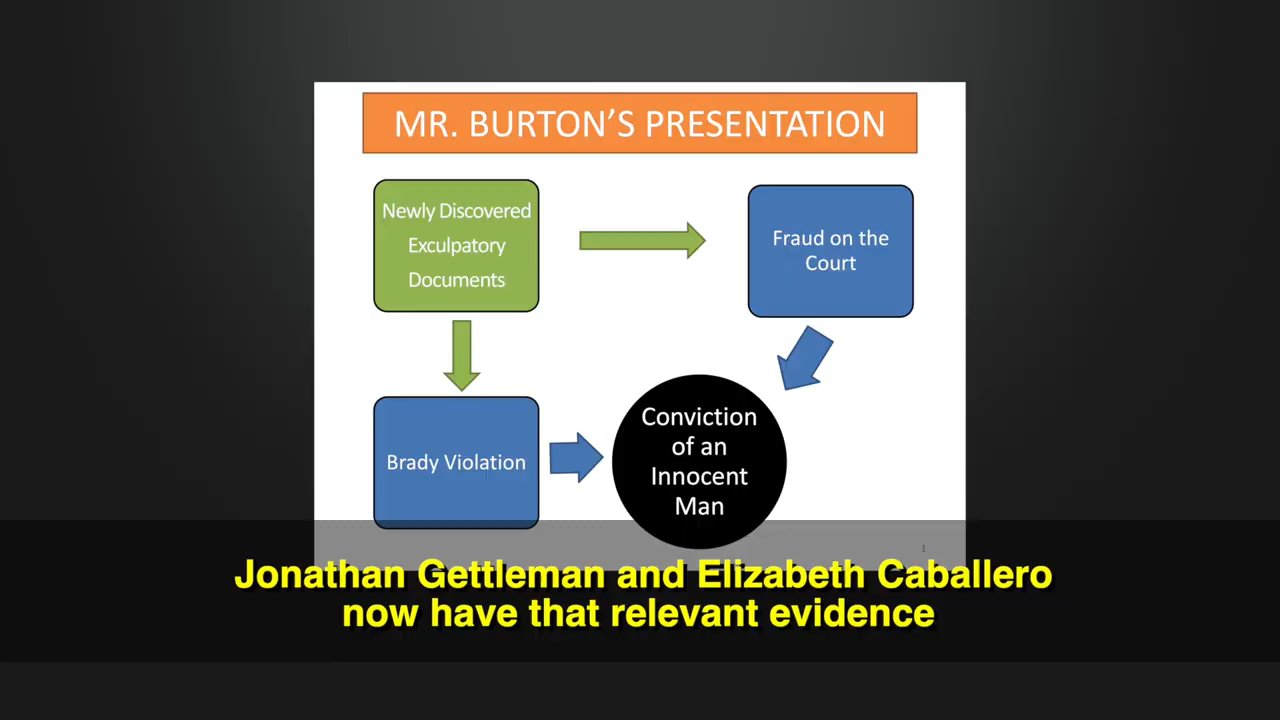 MR. BURTON'S PRESENTATION
Newly Discovered
Exculpatory
Documents
Fraud on the
Court
Brady Violation
Conviction
of an
Innocent
Man
1
Jonathan Gettleman and Elizabeth Caballero
now have that relevant evidence